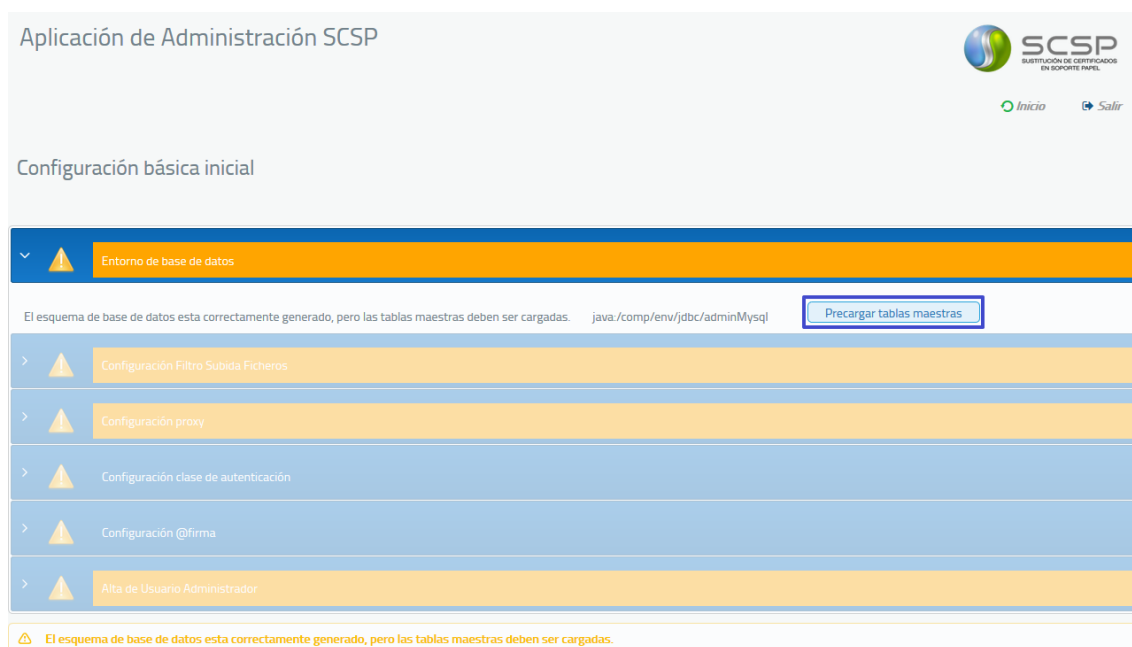 Aplicación de Administración SCSP
SCSP
SUSTITUCIÓN DE CERTIFICADOS
EN SOPORTE PAPEL
Inicio Salir
Configuración básica inicial
Entorno de base de datos
El esquema de base de datos esta correctamente generado, pero las tablas maestras deben ser cargadas. java:/comp/env/jdbc/adminMysql Precargar tablas maestras
Configuración Filtro Subida Ficheros
Configuración proxy
Configuración clase de autenticación
Configuración @firma
Alta de Usuario Administrador
El esquema de base de datos esta correctamente generado, pero las tablas maestras deben ser cargadas.